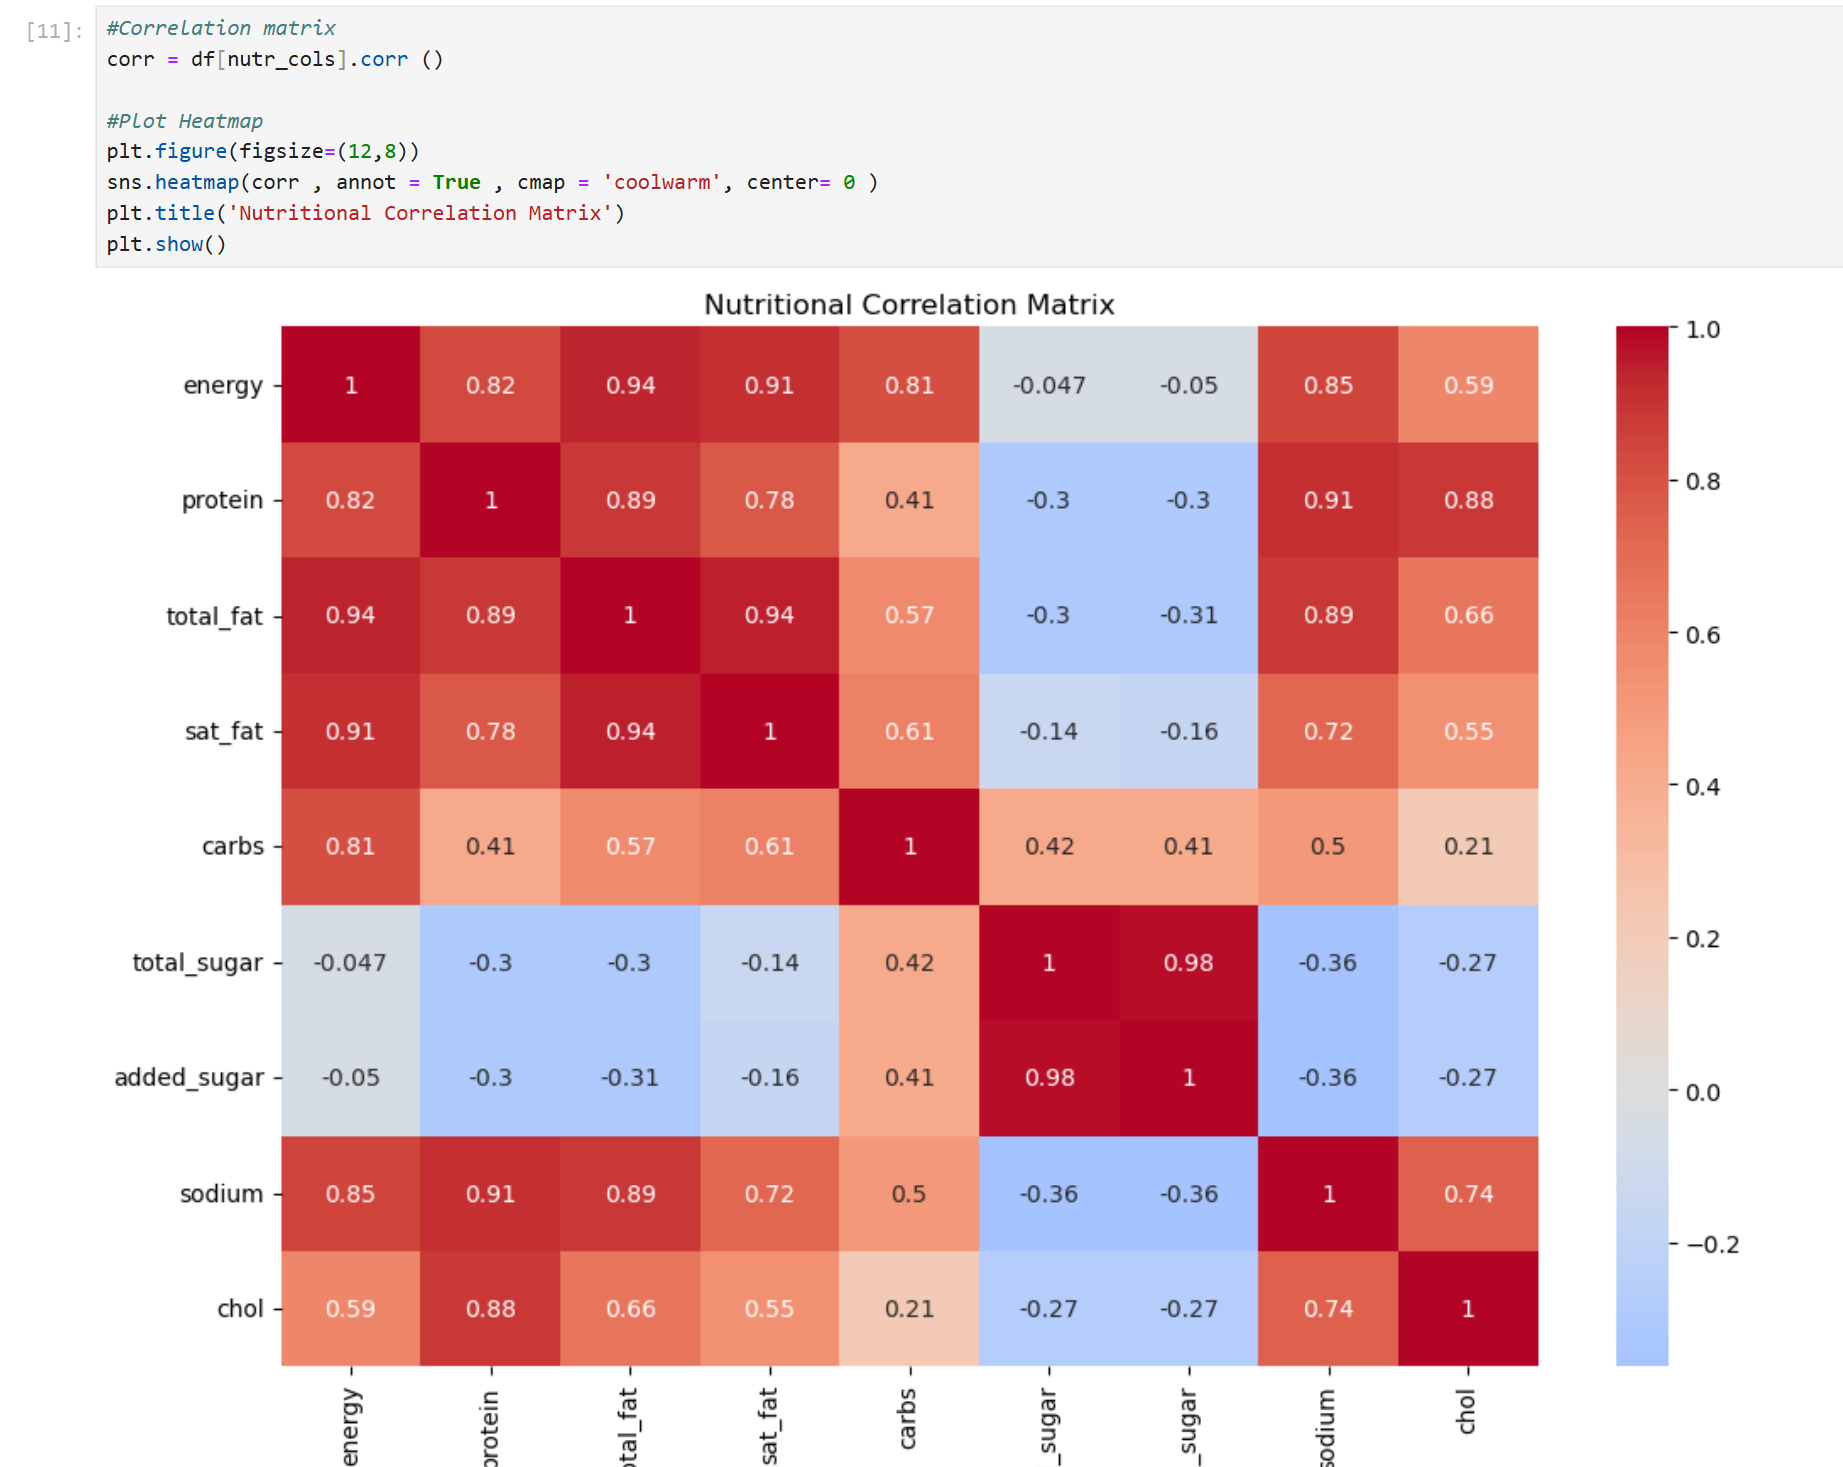 [11]:
#Correlation matrix
corr = df[nutr_cols].corr ()
#Plot Heatmap
plt.figure(figsize=(12,8))
sns.heatmap(corr , annot = True , cmap = 'coolwarm', center= 0 )
plt.title('Nutritional Correlation Matrix')
plt.show()
Nutritional Correlation Matrix
energy 1 0.82 0.94 0.91 0.81 -0.047 -0.05 0.85 0.59
protein 0.82 1 0.89 0.78 0.41 -0.3 -0.3 0.91 0.88
total_fat 0.94 0.89 1 0.94 0.57 -0.3 -0.31 0.89 0.66
sat_fat 0.91 0.78 0.94 1 0.61 -0.14 -0.16 0.72 0.55
carbs 0.81 0.41 0.57 0.61 1 0.42 0.41 0.5 0.21
total_sugar -0.047 -0.3 -0.3 -0.14 0.42 1 0.98 -0.36 -0.27
added_sugar -0.05 -0.3 -0.31 -0.16 0.41 0.98 1 -0.36 -0.27
sodium 0.85 0.91 0.89 0.72 0.5 -0.36 -0.36 1 0.74
chol 0.59 0.88 0.66 0.55 0.21 -0.27 -0.27 0.74 1
energy protein otal_fat sat_fat carbs _sugar _sugar sodium chol
1.0
0.8
0.6
0.4
0.2
0.0
−0.2